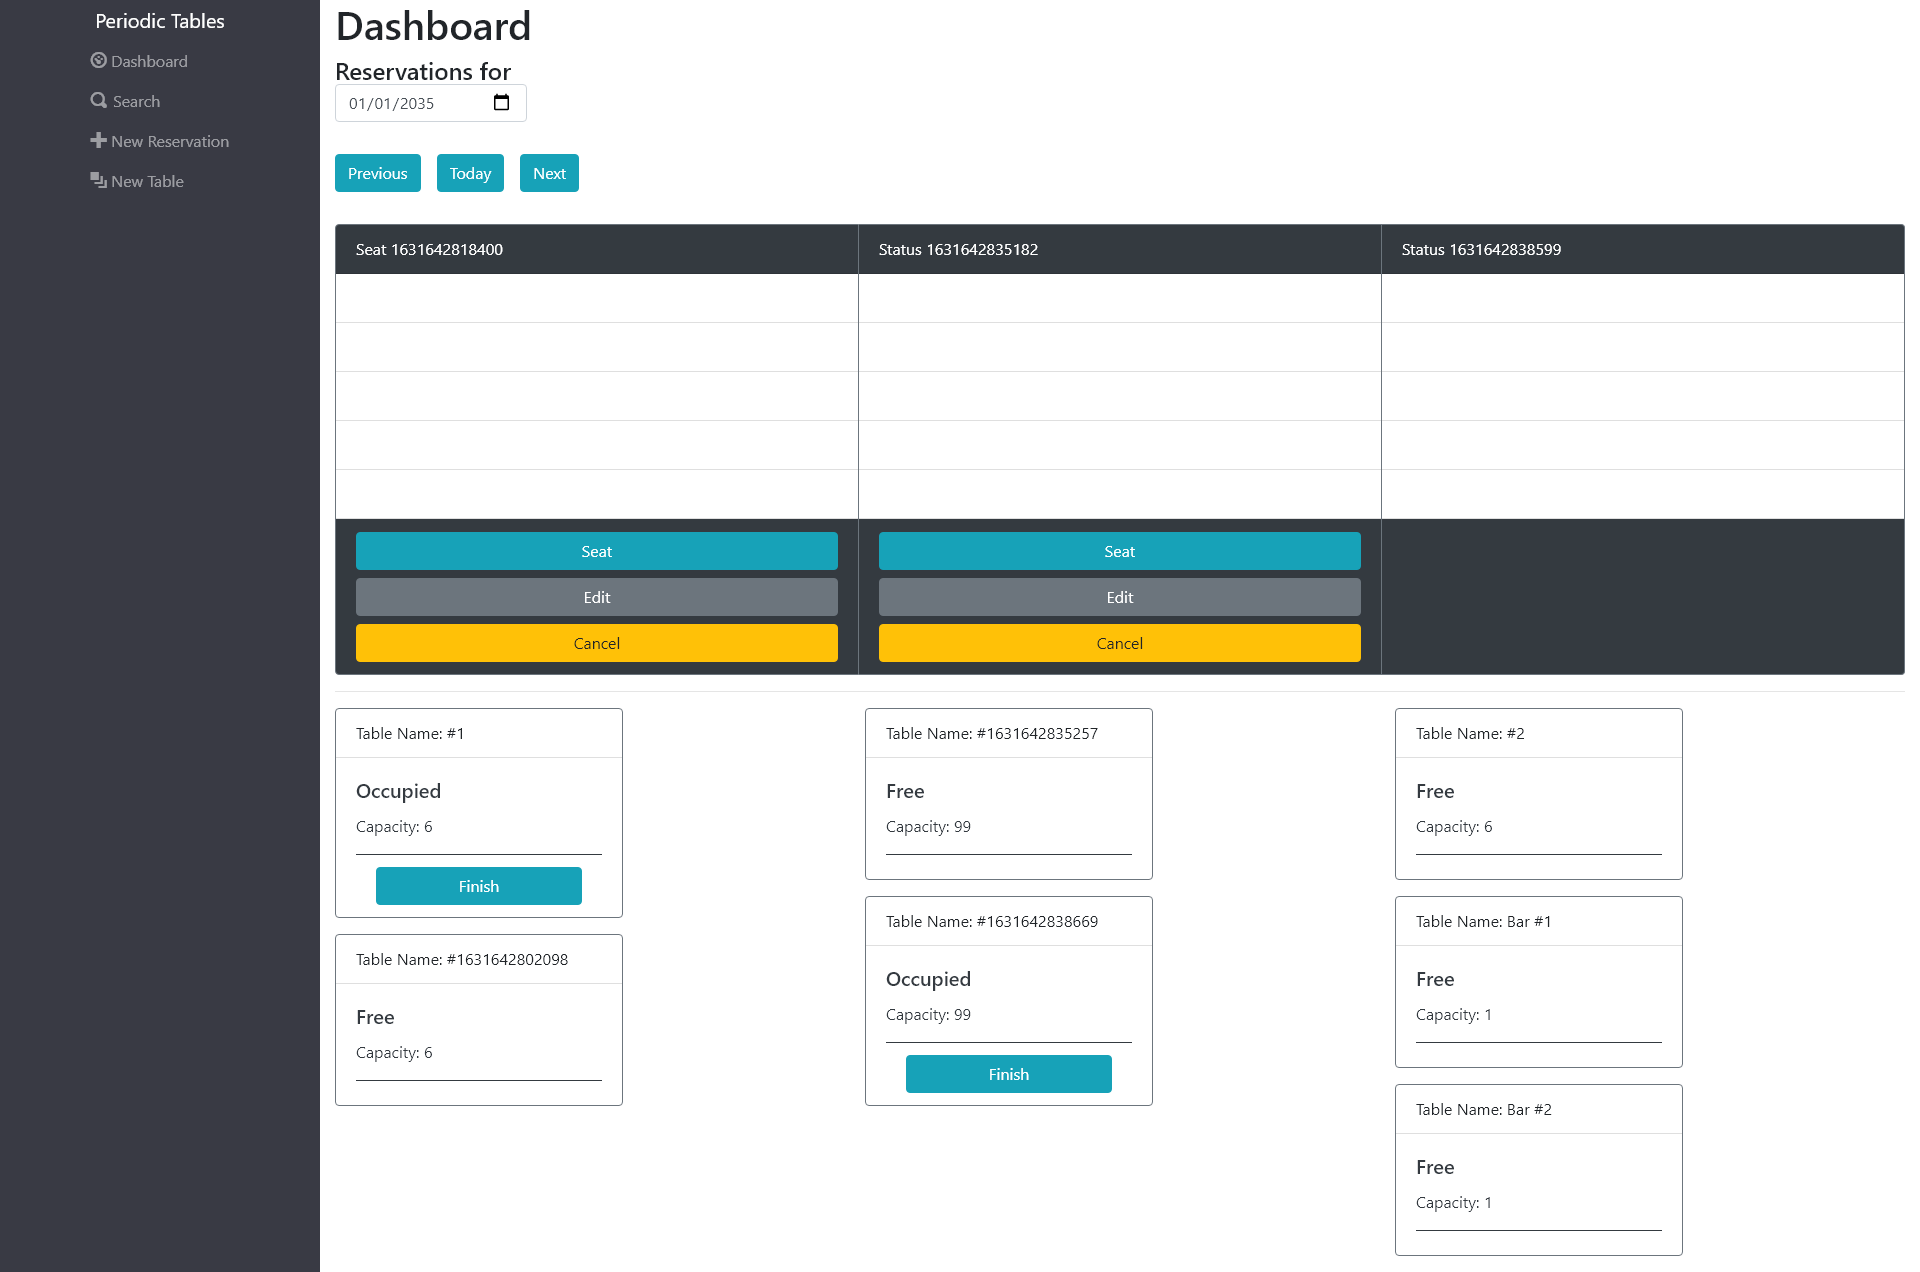 Periodic Tables
Dashboard
Search
New Reservation
New Table
Dashboard
Reservations for
01/01/2035
Previous
Today
Next
Seat 1631642818400
Status 1631642835182
Status 1631642838599
Seat
Edit
Cancel
Seat
Edit
Cancel
Table Name: #1
Occupied
Capacity: 6
Finish
Table Name: #1631642802098
Free
Capacity: 6
Table Name: #1631642835257
Free
Capacity: 99
Table Name: #1631642838669
Occupied
Capacity: 99
Finish
Table Name: #2
Free
Capacity: 6
Table Name: Bar #1
Free
Capacity: 1
Table Name: Bar #2
Free
Capacity: 1